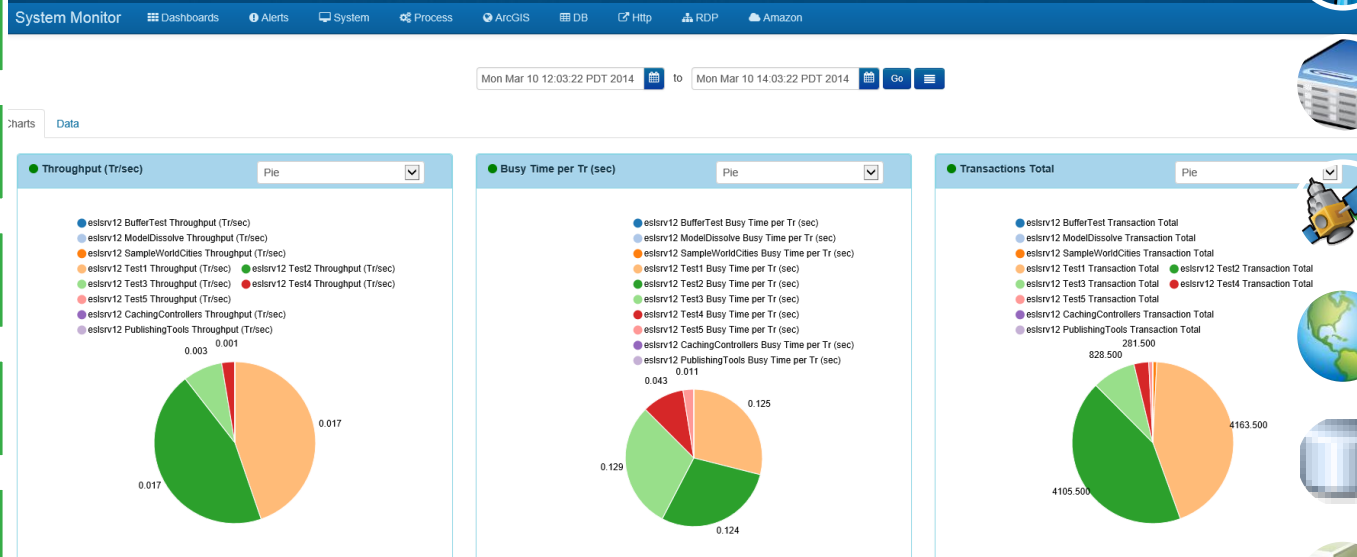 System Monitor Dashboards Alerts System Process ArcGIS DB Http RDP Amazon
Mon Mar 10 12:03:22 PDT 2014 to Mon Mar 10 14:03:22 PDT 2014 Go
Charts Data
Throughput (Tr/sec) Pie
eslsrv12 BufferTest Throughput (Tr/sec)
eslsrv12 ModelDissolve Throughput (Tr/sec)
eslsrv12 SampleWorldCities Throughput (Tr/sec)
eslsrv12 Test1 Throughput (Tr/sec) eslsrv12 Test2 Throughput (Tr/sec)
eslsrv12 Test3 Throughput (Tr/sec) eslsrv12 Test4 Throughput (Tr/sec)
eslsrv12 Test5 Throughput (Tr/sec)
eslsrv12 CachingControllers Throughput (Tr/sec)
eslsrv12 PublishingTools Throughput (Tr/sec)
0.001
0.003
0.017
0.017
Busy Time per Tr (sec) Pie
eslsrv12 BufferTest Busy Time per Tr (sec)
eslsrv12 ModelDissolve Busy Time per Tr (sec)
eslsrv12 SampleWorldCities Busy Time per Tr (sec)
eslsrv12 Test1 Busy Time per Tr (sec)
eslsrv12 Test2 Busy Time per Tr (sec)
eslsrv12 Test3 Busy Time per Tr (sec)
eslsrv12 Test4 Busy Time per Tr (sec)
eslsrv12 Test5 Busy Time per Tr (sec)
eslsrv12 CachingControllers Busy Time per Tr (sec)
eslsrv12 PublishingTools Busy Time per Tr (sec)
0.011
0.043
0.125
0.129
0.124
Transactions Total Pie
eslsrv12 BufferTest Transaction Total
eslsrv12 ModelDissolve Transaction Total
eslsrv12 SampleWorldCities Transaction Total
eslsrv12 Test1 Transaction Total eslsrv12 Test2 Transaction Total
eslsrv12 Test3 Transaction Total eslsrv12 Test4 Transaction Total
eslsrv12 Test5 Transaction Total
eslsrv12 CachingControllers Transaction Total
eslsrv12 PublishingTools Transaction Total
281.500
828.500
4163.500
4105.500